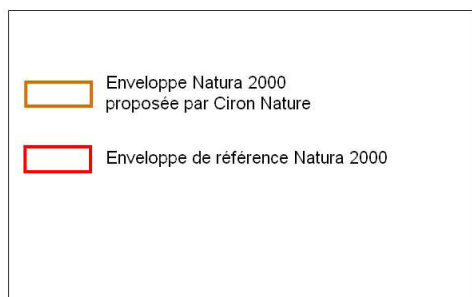 Enveloppe Natura 2000
proposée par Ciron Nature
Enveloppe de référence Natura 2000